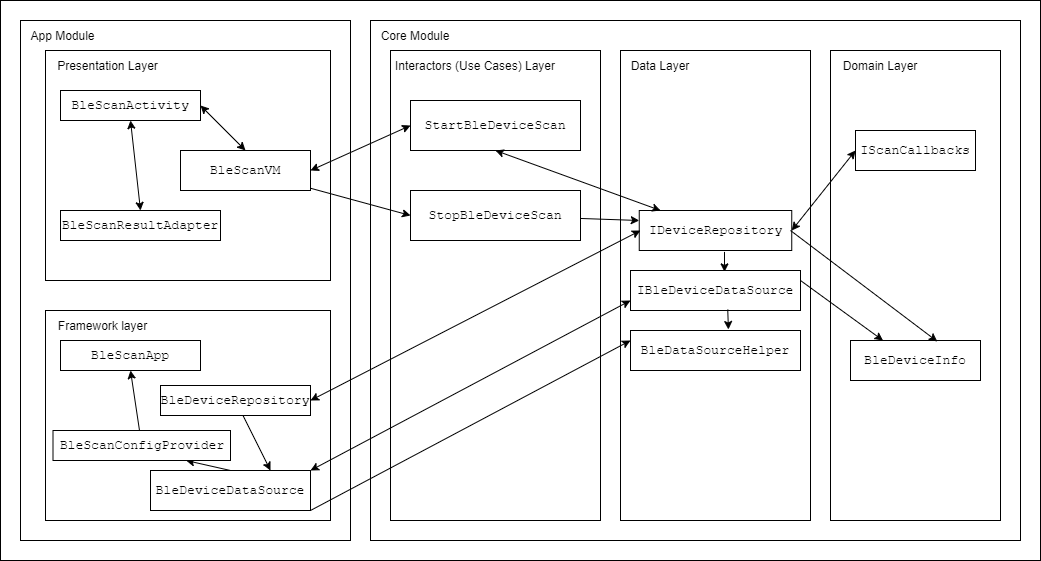 App Module
Presentation Layer
BleScanActivity
BleScanVM
BleScanResultAdapter
Framework layer
BleScanApp
BleDeviceRepository
BleScanConfigProvider
BleDeviceDataSource
Core Module
Interactors (Use Cases) Layer
StartBleDeviceScan
StopBleDeviceScan
Data Layer
IDeviceRepository
IBleDeviceDataSource
BleDataSourceHelper
Domain Layer
IScanCallbacks
BleDeviceInfo